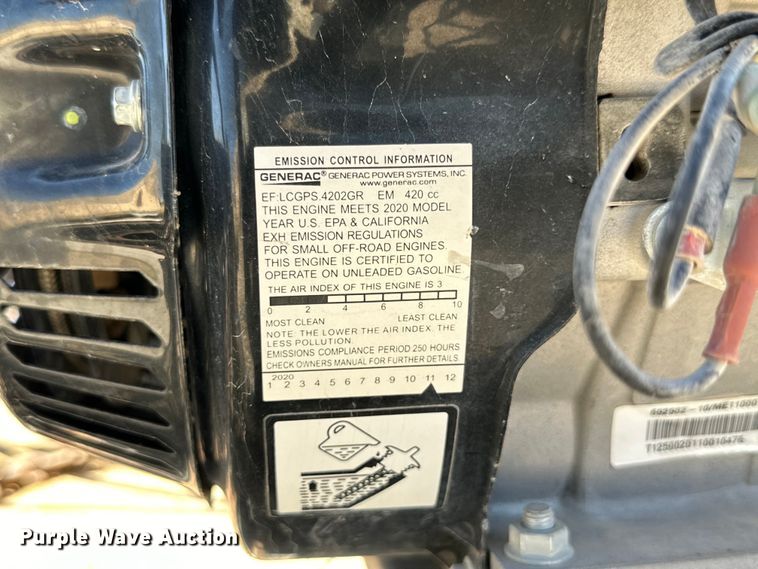 EMISSION CONTROL INFORMATION
GENERAC® GENERAC POWER SYSTEMS, INC.
www.generac.com
EF:LCGPS.4202GR EM 420 cc
THIS ENGINE MEETS 2020 MODEL
YEAR U.S. EPA & CALIFORNIA
EXH EMISSION REGULATIONS
FOR SMALL OFF-ROAD ENGINES.
THIS ENGINE IS CERTIFIED TO
OPERATE ON UNLEADED GASOLINE.
THE AIR INDEX OF THIS ENGINE IS 3
0 2 4 6 8 10
MOST CLEAN LEAST CLEAN
NOTE: THE LOWER THE AIR INDEX, THE
LESS POLLUTION.
EMISSIONS COMPLIANCE PERIOD 250 HOURS
CHECK OWNERS MANUAL FOR FURTHER DETAILS.
2020
1 2 3 4 5 6 7 8 9 10 11 12
T1250020110010476
Purple Wave Auction